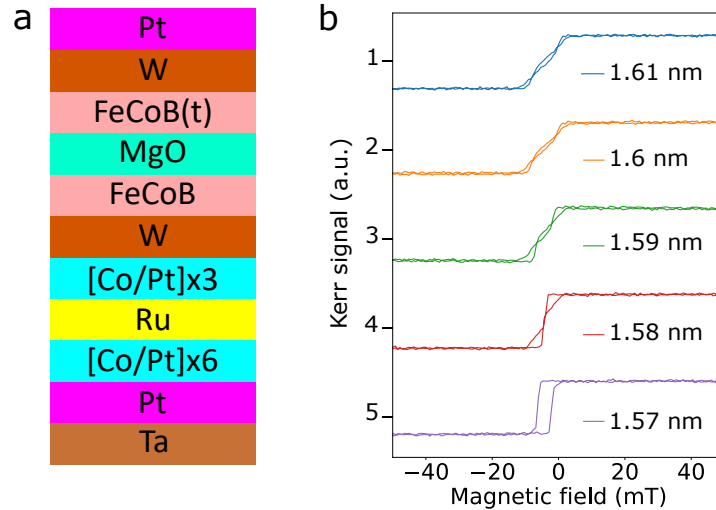 a
Pt
W
FeCoB(t)
MgO
FeCoB
W
[Co/Pt]x3
Ru
[Co/Pt]x6
Pt
Ta
b
Kerr signal (a.u.)
1
2
3
4
5
1.61 nm
1.6 nm
1.59 nm
1.58 nm
1.57 nm
−40 −20 0 20 40
Magnetic field (mT)